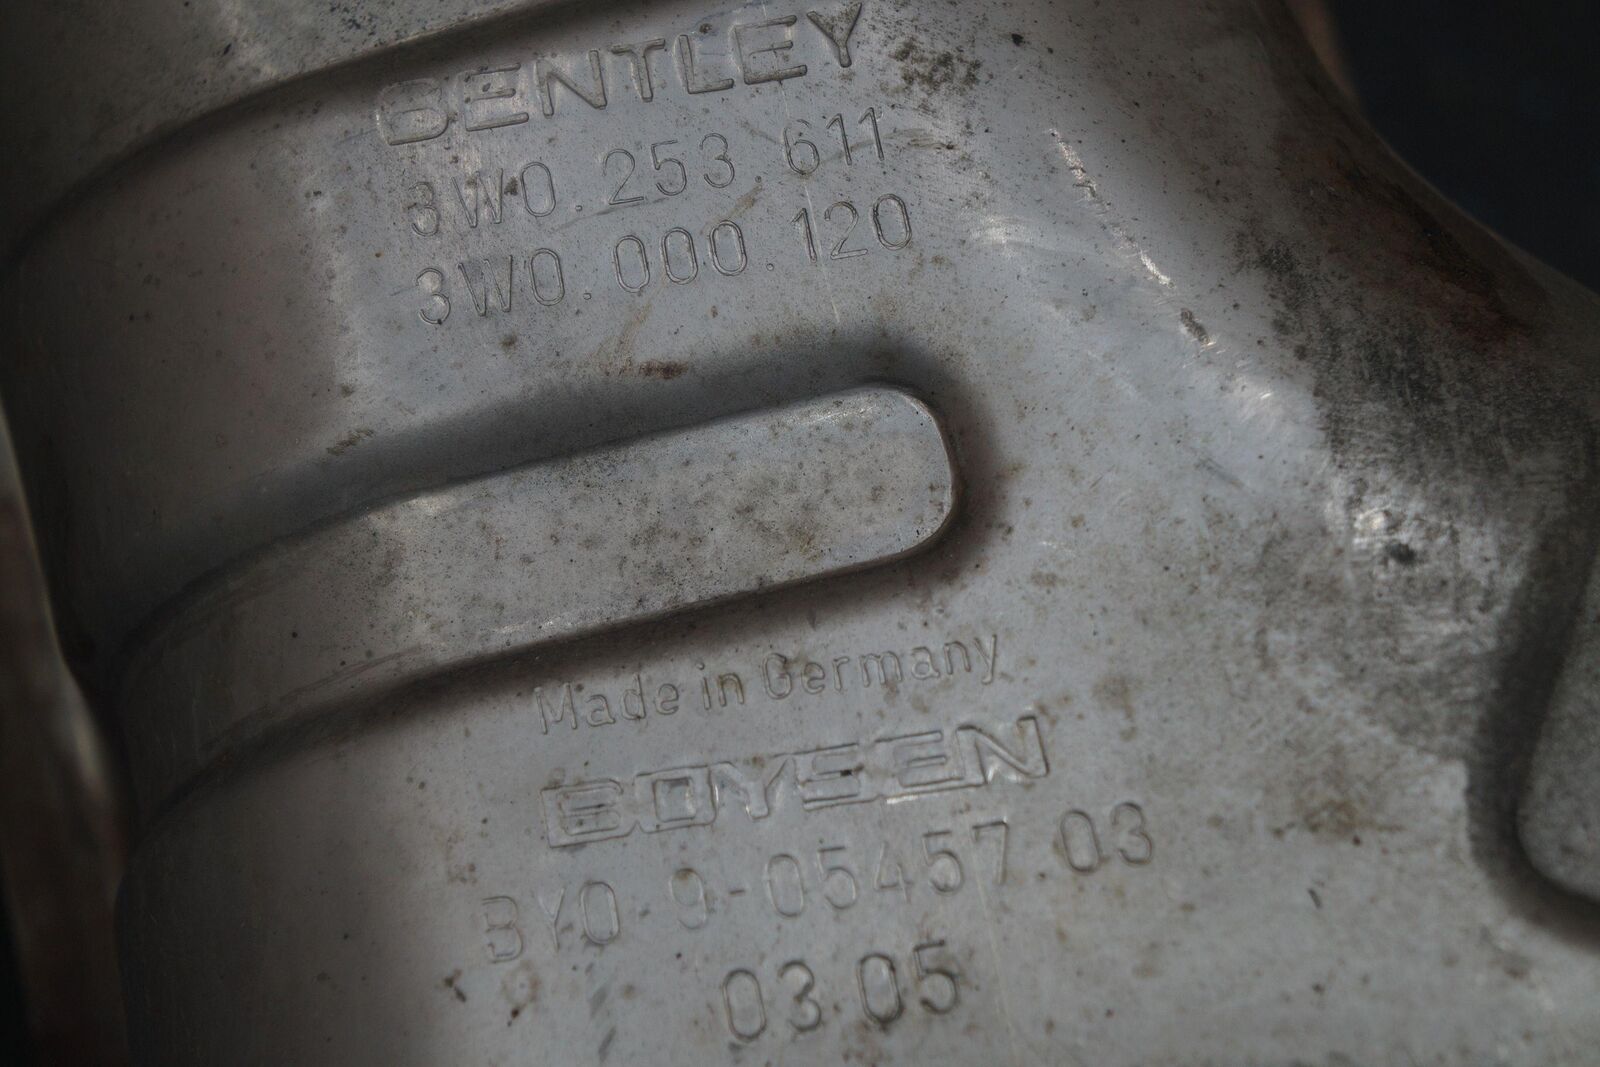 BENTLEY
3W0.253.611
3W0.000.120
Made in Germany
BOYSEN
BY0 9-05457.03
03.05